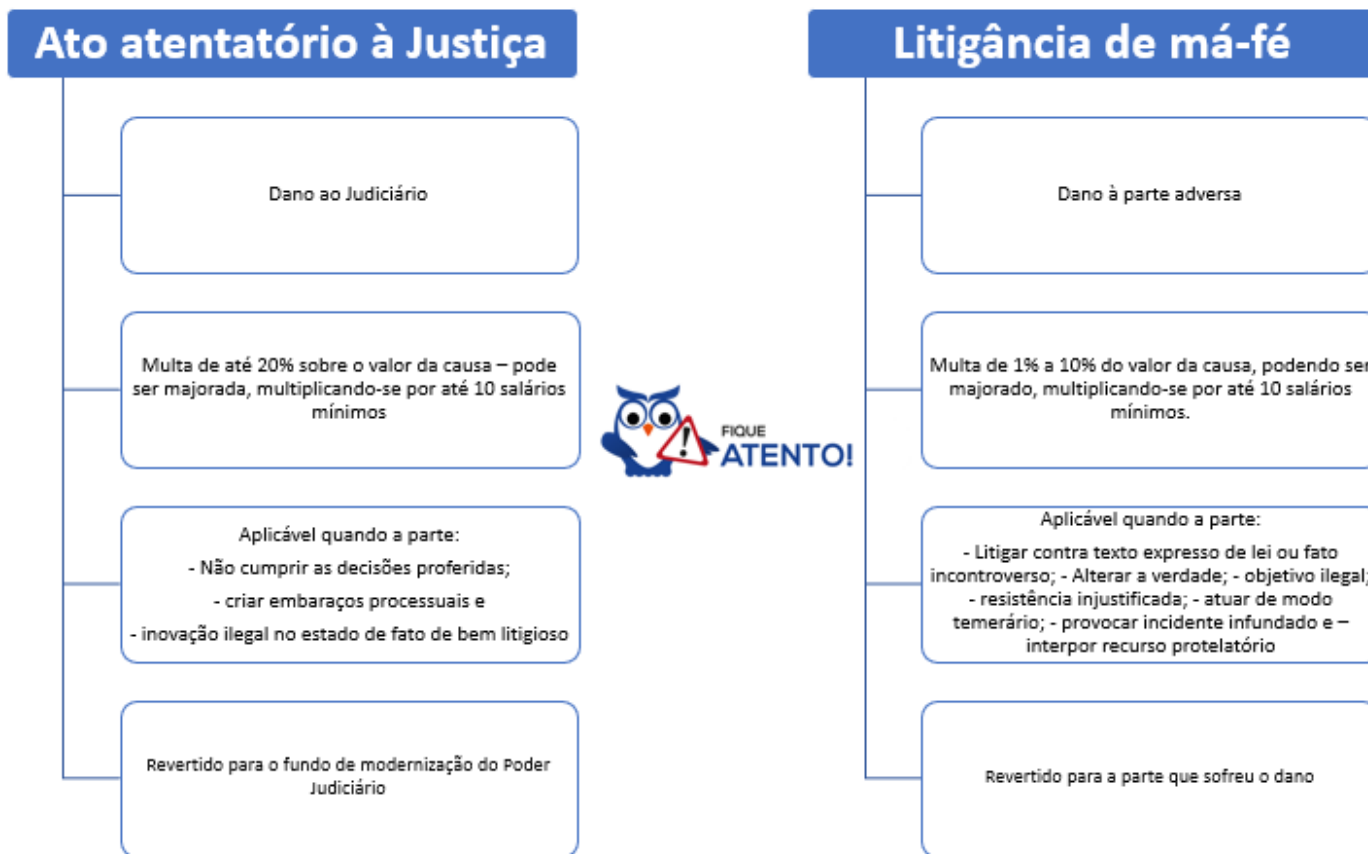 Ato atentatório à Justiça
Dano ao Judiciário
Multa de até 20% sobre o valor da causa – pode
ser majorada, multiplicando-se por até 10 salários
mínimos
Aplicável quando a parte:
- Não cumprir as decisões proferidas;
- criar embaraços processuais e
- inovação ilegal no estado de fato de bem litigioso
Revertido para o fundo de modernização do Poder
Judiciário
FIQUE
ATENTO!
Litigância de má-fé
Dano à parte adversa
Multa de 1% a 10% do valor da causa, podendo ser
majorado, multiplicando-se por até 10 salários
mínimos.
Aplicável quando a parte:
- Litigar contra texto expresso de lei ou fato
incontroverso; - Alterar a verdade; - objetivo ilegal;
- resistência injustificada; - atuar de modo
temerário; - provocar incidente infundado e –
interpor recurso protelatório
Revertido para a parte que sofreu o dano